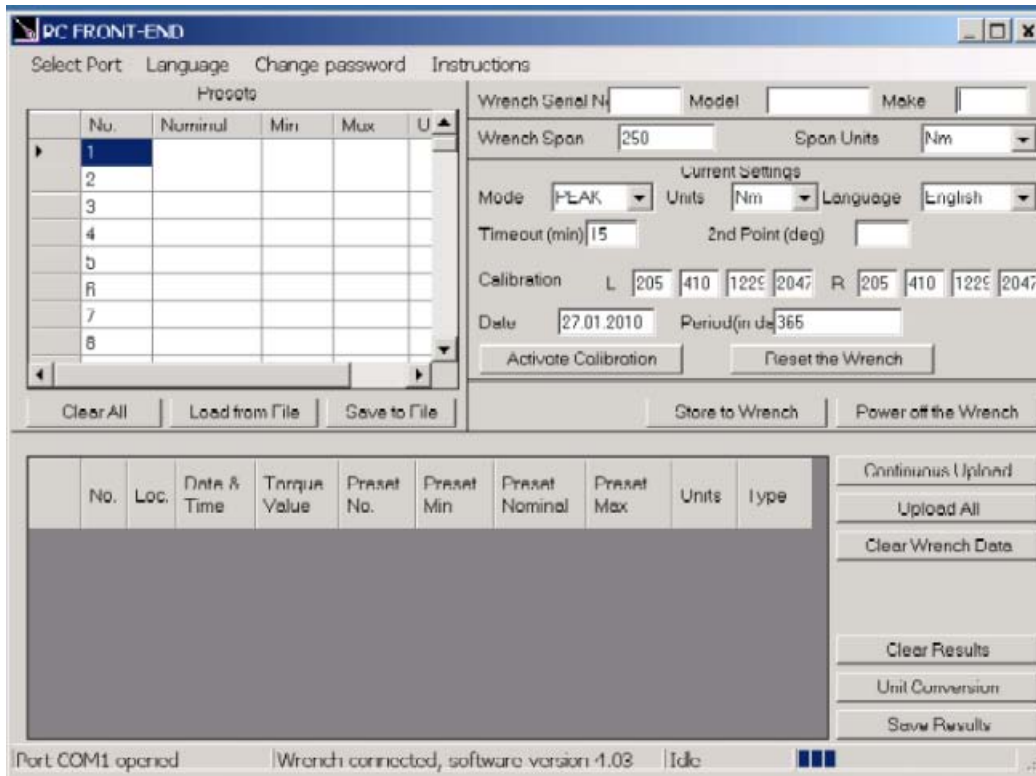 PC FRONT-END
Select Port Language Change password Instructions
Presets
No. Nominal Min Max U
1
2
3
4
5
6
7
8
Clear All Load from File Save to File
Wrench Serial N Model Make
Wrench Span 250 Span Units Nm
Current Settings
Mode PEAK Units Nm Language English
Timeout (min) 15 2nd Point (deg)
Calibration L 205 410 1229 2047 R 205 410 1229 2047
Date 27.01.2010 Period(in da 365
Activate Calibration Reset the Wrench
Store to Wrench Power off the Wrench
No. Loc. Date & Time Torque Value Preset No. Preset Min Preset Nominal Preset Max Units Type
Continuous Upload
Upload All
Clear Wrench Data
Clear Results
Unit Conversion
Save Results
Port COM1 opened Wrench connected, software version 4.03 Idle